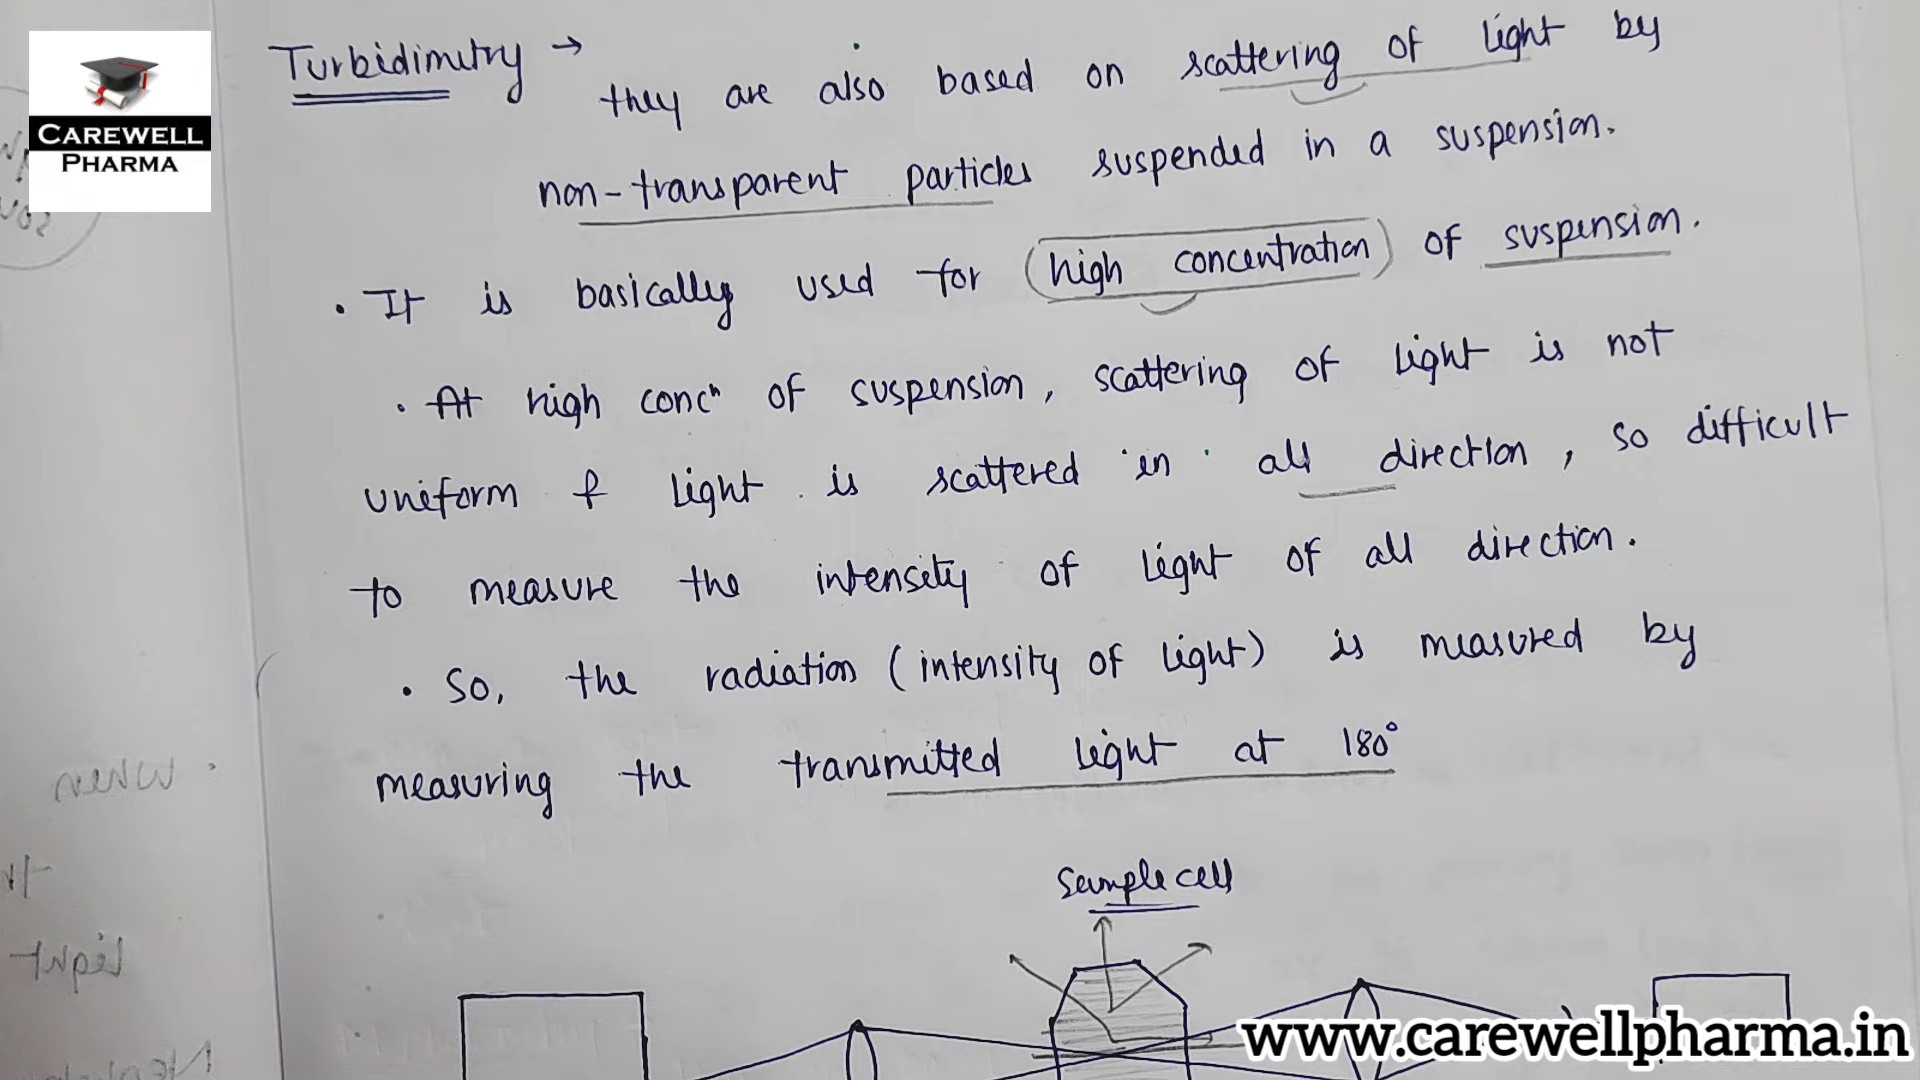 CAREWELL
PHARMA
Turbidimetry → they are also based on scattering of light by
non-transparent particles suspended in a suspension.
• It is basically used for (high concentration) of suspension.
• At high concⁿ of suspension, scattering of light is not
uniform & light is scattered in all direction, so difficult
to measure the intensity of light of all direction.
• So, the radiation (intensity of light) is measured by
measuring the transmitted light at 180°
Sample cell
when
light
www.carewellpharma.in